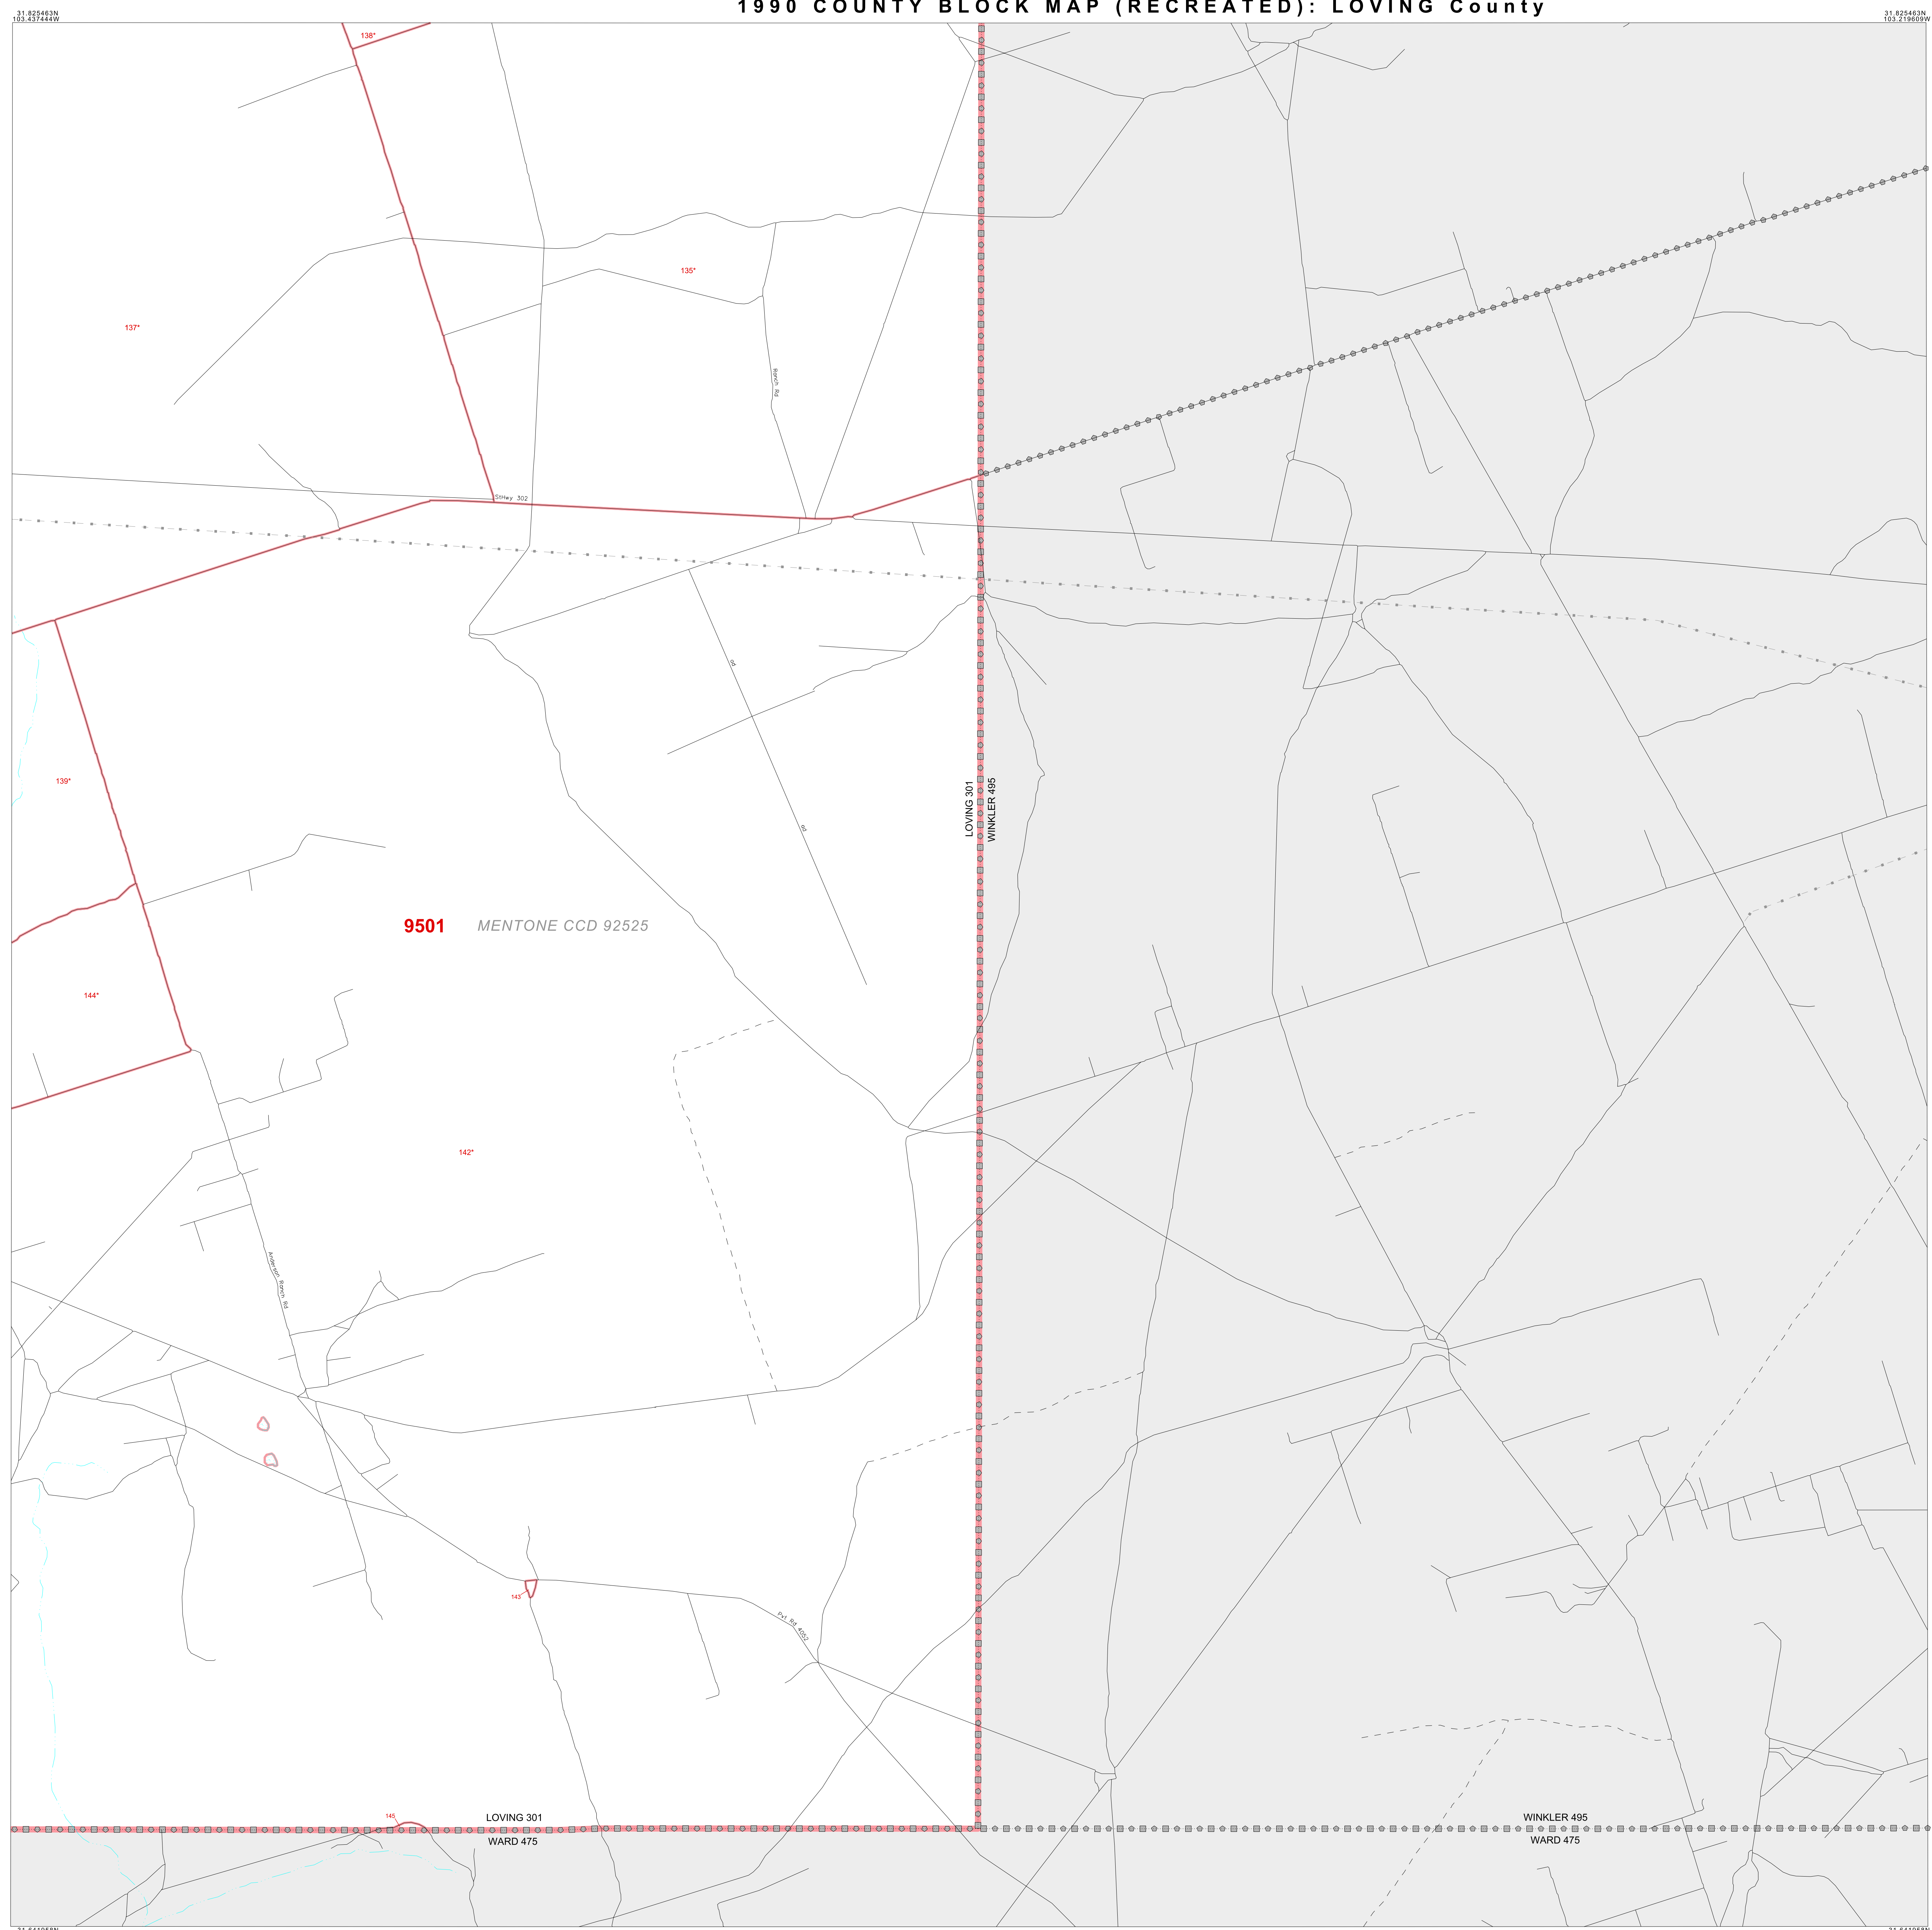 1990 COUNTY BLOCK MAP (RECREATED): LOVING County
31.825463N
103.437444W
31.825463N
103.219609W
138*
135*
137*
Ranch Rd
StHwy 302
Rd
139*
LOVING 301
WINKLER 495
Rd
9501
MENTONE CCD 92525
144*
142*
Anderson Ranch Rd
143
Pvt Rd 4052
145
LOVING 301
WARD 475
WINKLER 495
WARD 475